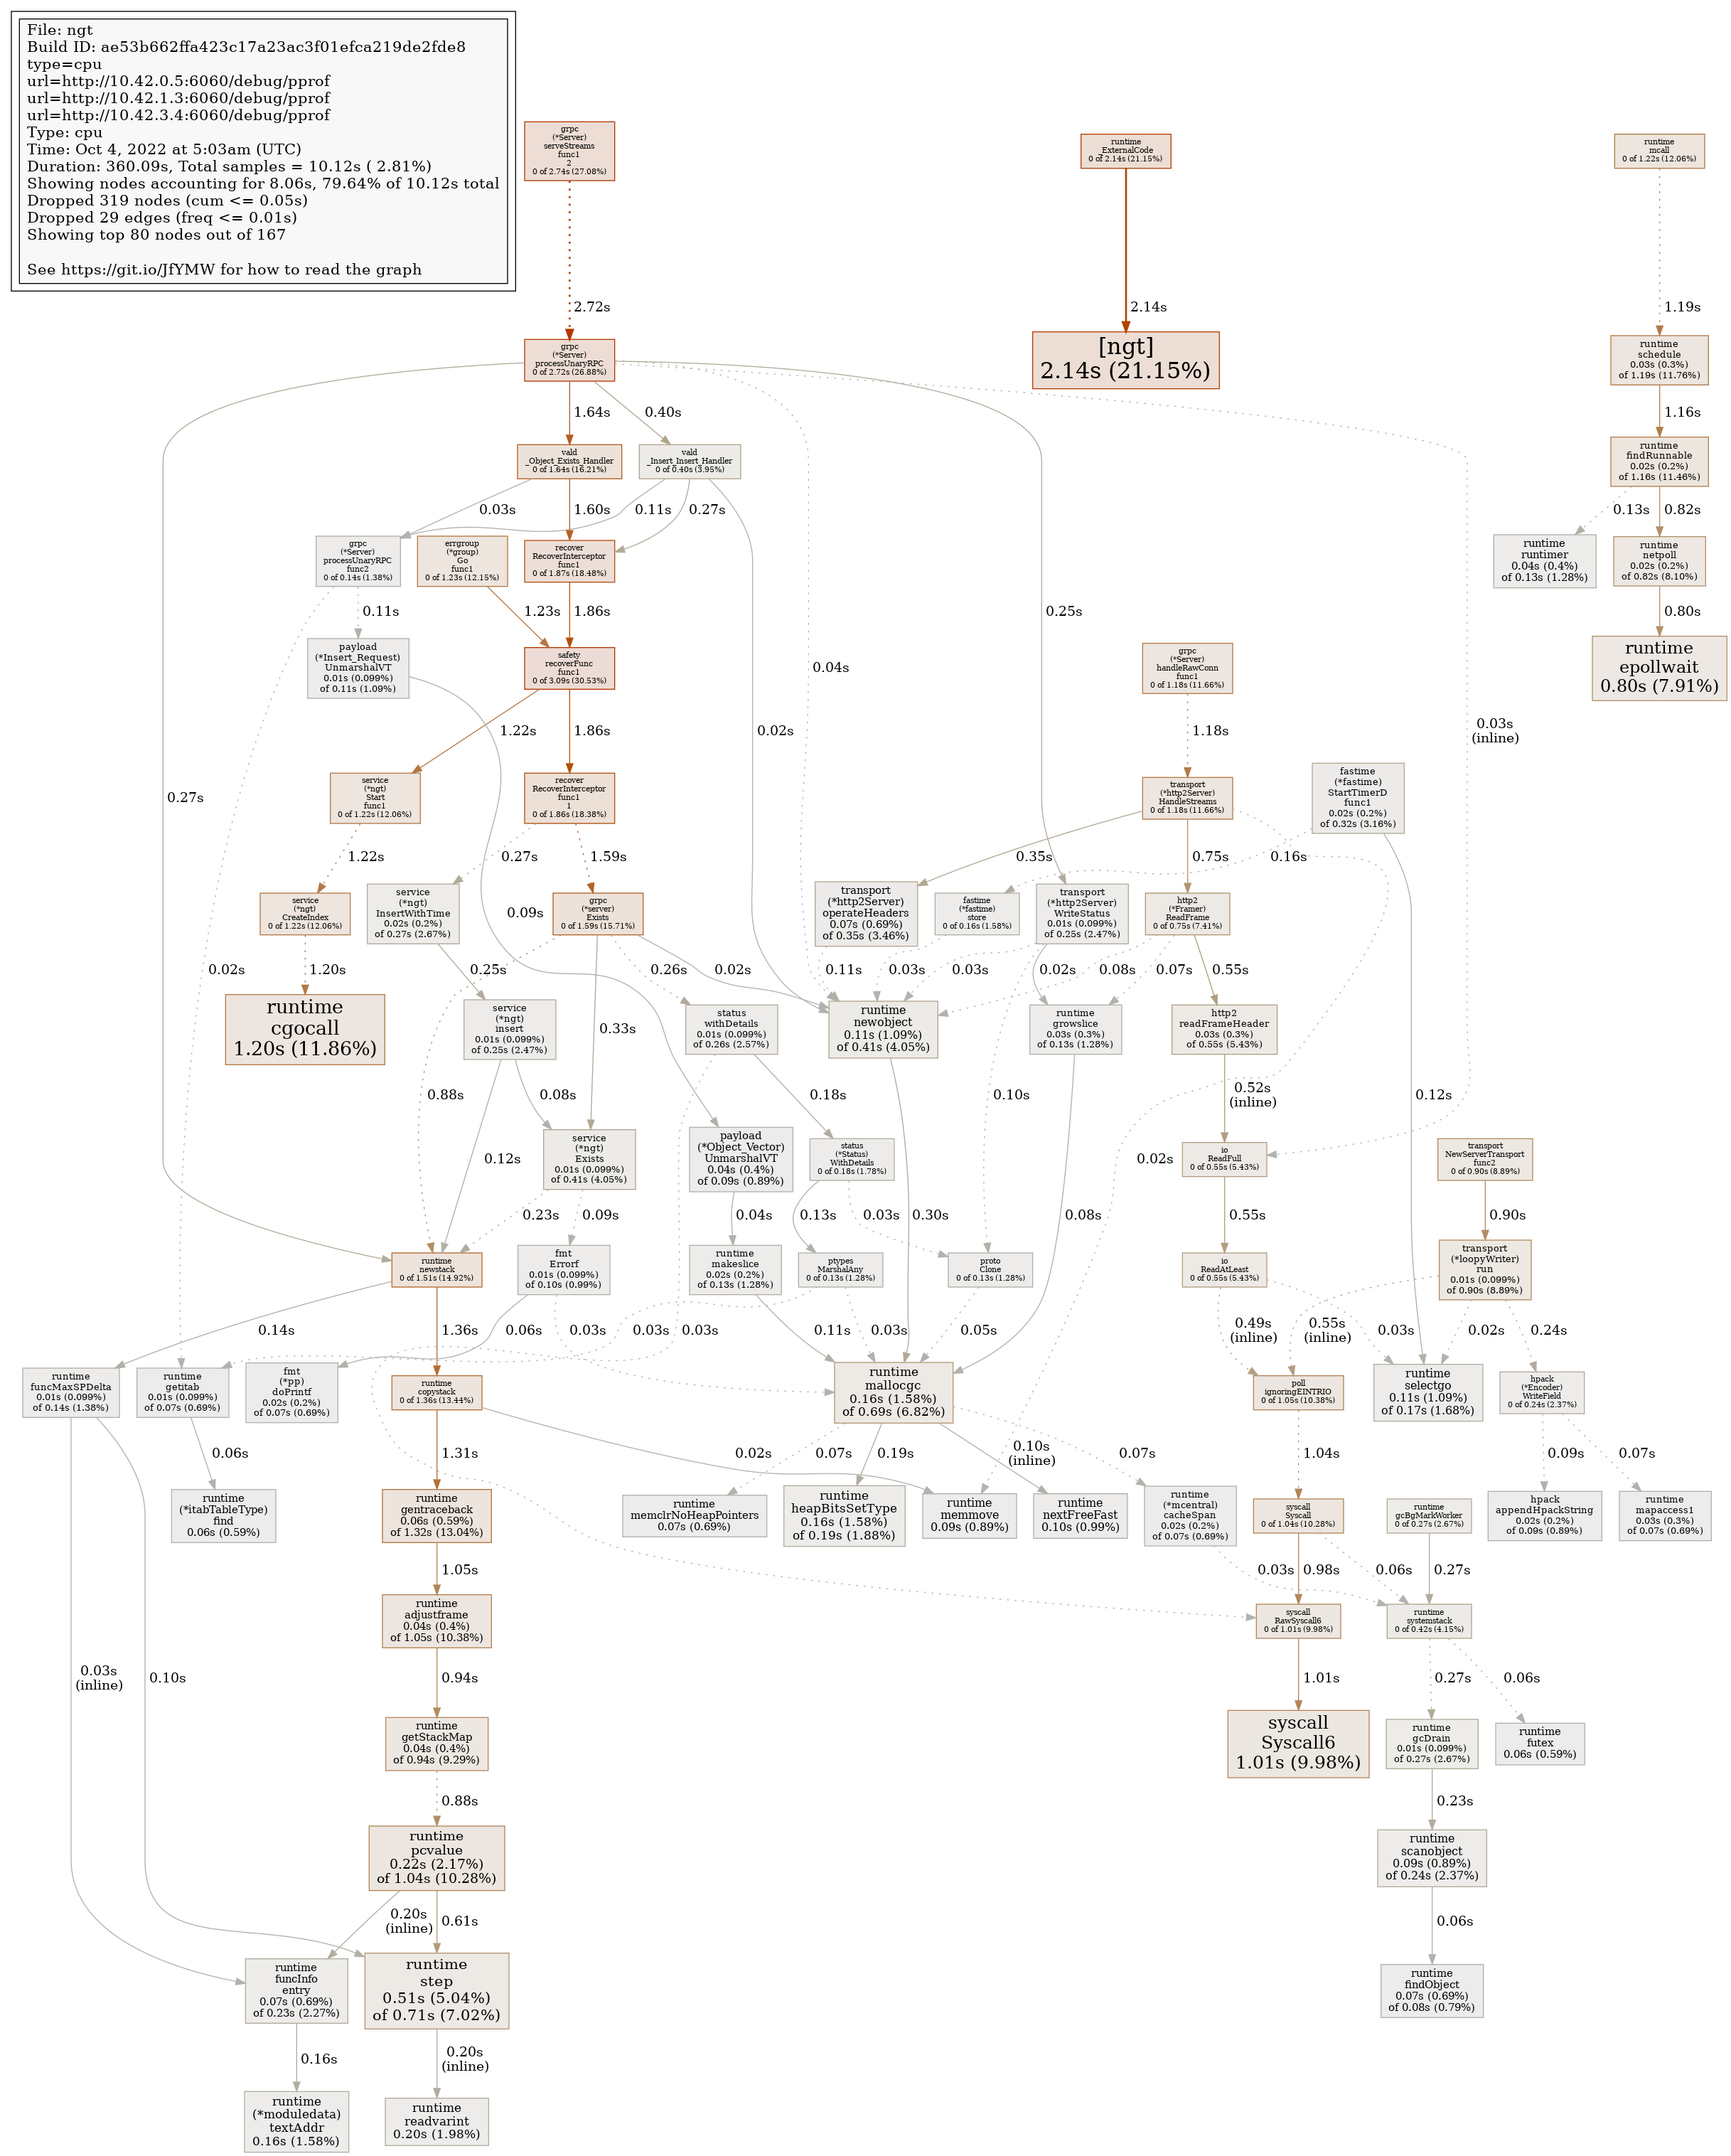 File: ngt
Build ID: ae53b662ffa423c17a23ac3f01efca219de2fde8
type=cpu
url=http://10.42.0.5:6060/debug/pprof
url=http://10.42.1.3:6060/debug/pprof
url=http://10.42.3.4:6060/debug/pprof
Type: cpu
Time: Oct 4, 2022 at 5:03am (UTC)
Duration: 360.09s, Total samples = 10.12s ( 2.81%)
Showing nodes accounting for 8.06s, 79.64% of 10.12s total
Dropped 319 nodes (cum <= 0.05s)
Dropped 29 edges (freq <= 0.01s)
Showing top 80 nodes out of 167
See https://git.io/JfYMW for how to read the graph
grpc
(*Server)
serveStreams
func1
2
0 of 2.74s (27.08%)
runtime
_ExternalCode
0 of 2.14s (21.15%)
runtime
mcall
0 of 1.22s (12.06%)
2.72s
2.14s
1.19s
grpc
(*Server)
processUnaryRPC
0 of 2.72s (26.88%)
[ngt]
2.14s (21.15%)
runtime
schedule
0.03s (0.3%)
of 1.19s (11.76%)
1.64s
0.40s
1.16s
vald
_Object_Exists_Handler
0 of 1.64s (16.21%)
vald
_Insert_Insert_Handler
0 of 0.40s (3.95%)
runtime
findRunnable
0.02s (0.2%)
of 1.16s (11.46%)
0.03s
1.60s
0.11s
0.27s
0.13s
0.82s
grpc
(*Server)
processUnaryRPC
func2
0 of 0.14s (1.38%)
errgroup
(*group)
Go
func1
0 of 1.23s (12.15%)
recover
RecoverInterceptor
func1
0 of 1.87s (18.48%)
runtime
runtimer
0.04s (0.4%)
of 0.13s (1.28%)
runtime
netpoll
0.02s (0.2%)
of 0.82s (8.10%)
0.11s
1.23s
1.86s
0.25s
0.80s
payload
(*Insert_Request)
UnmarshalVT
0.01s (0.099%)
of 0.11s (1.09%)
safety
recoverFunc
func1
0 of 3.09s (30.53%)
0.04s
grpc
(*Server)
handleRawConn
func1
0 of 1.18s (11.66%)
runtime
epollwait
0.80s (7.91%)
1.22s
1.86s
0.02s
1.18s
0.03s
(inline)
0.27s
service
(*ngt)
Start
func1
0 of 1.22s (12.06%)
recover
RecoverInterceptor
func1
1
0 of 1.86s (18.38%)
transport
(*http2Server)
HandleStreams
0 of 1.18s (11.66%)
fastime
(*fastime)
StartTimerD
func1
0.02s (0.2%)
of 0.32s (3.16%)
1.22s
0.27s
1.59s
0.35s
0.75s
0.16s
service
(*ngt)
CreateIndex
0 of 1.22s (12.06%)
service
(*ngt)
InsertWithTime
0.02s (0.2%)
of 0.27s (2.67%)
0.09s
grpc
(*server)
Exists
0 of 1.59s (15.71%)
transport
(*http2Server)
operateHeaders
0.07s (0.69%)
of 0.35s (3.46%)
fastime
(*fastime)
store
0 of 0.16s (1.58%)
transport
(*http2Server)
WriteStatus
0.01s (0.099%)
of 0.25s (2.47%)
http2
(*Framer)
ReadFrame
0 of 0.75s (7.41%)
0.02s
1.20s
0.25s
0.26s
0.02s
0.11s
0.03s
0.03s
0.02s
0.08s
0.07s
0.55s
runtime
cgocall
1.20s (11.86%)
service
(*ngt)
insert
0.01s (0.099%)
of 0.25s (2.47%)
0.33s
status
withDetails
0.01s (0.099%)
of 0.26s (2.57%)
runtime
newobject
0.11s (1.09%)
of 0.41s (4.05%)
runtime
growslice
0.03s (0.3%)
of 0.13s (1.28%)
http2
readFrameHeader
0.03s (0.3%)
of 0.55s (5.43%)
0.88s
0.08s
0.18s
0.10s
0.52s
(inline)
0.12s
0.12s
service
(*ngt)
Exists
0.01s (0.099%)
of 0.41s (4.05%)
payload
(*Object_Vector)
UnmarshalVT
0.04s (0.4%)
of 0.09s (0.89%)
status
(*Status)
WithDetails
0 of 0.18s (1.78%)
0.02s
io
ReadFull
0 of 0.55s (5.43%)
transport
NewServerTransport
func2
0 of 0.90s (8.89%)
0.23s
0.09s
0.04s
0.13s
0.03s
0.30s
0.08s
0.55s
0.90s
runtime
newstack
0 of 1.51s (14.92%)
fmt
Errorf
0.01s (0.099%)
of 0.10s (0.99%)
runtime
makeslice
0.02s (0.2%)
of 0.13s (1.28%)
ptypes
MarshalAny
0 of 0.13s (1.28%)
proto
Clone
0 of 0.13s (1.28%)
io
ReadAtLeast
0 of 0.55s (5.43%)
transport
(*loopyWriter)
run
0.01s (0.099%)
of 0.90s (8.89%)
0.14s
1.36s
0.06s
0.03s
0.03s
0.03s
0.11s
0.03s
0.05s
0.49s
(inline)
0.55s
(inline)
0.03s
0.02s
0.24s
runtime
funcMaxSPDelta
0.01s (0.099%)
of 0.14s (1.38%)
runtime
getitab
0.01s (0.099%)
of 0.07s (0.69%)
fmt
(*pp)
doPrintf
0.02s (0.2%)
of 0.07s (0.69%)
runtime
copystack
0 of 1.36s (13.44%)
runtime
mallocgc
0.16s (1.58%)
of 0.69s (6.82%)
poll
ignoringEINTRIO
0 of 1.05s (10.38%)
runtime
selectgo
0.11s (1.09%)
of 0.17s (1.68%)
hpack
(*Encoder)
WriteField
0 of 0.24s (2.37%)
0.06s
1.31s
0.02s
0.07s
0.19s
0.10s
(inline)
0.07s
1.04s
0.09s
0.07s
runtime
(*itabTableType)
find
0.06s (0.59%)
runtime
gentraceback
0.06s (0.59%)
of 1.32s (13.04%)
runtime
memclrNoHeapPointers
0.07s (0.69%)
runtime
heapBitsSetType
0.16s (1.58%)
of 0.19s (1.88%)
runtime
memmove
0.09s (0.89%)
runtime
nextFreeFast
0.10s (0.99%)
runtime
(*mcentral)
cacheSpan
0.02s (0.2%)
of 0.07s (0.69%)
syscall
Syscall
0 of 1.04s (10.28%)
runtime
gcBgMarkWorker
0 of 0.27s (2.67%)
hpack
appendHpackString
0.02s (0.2%)
of 0.09s (0.89%)
runtime
mapaccess1
0.03s (0.3%)
of 0.07s (0.69%)
1.05s
0.03s
0.98s
0.06s
0.27s
runtime
adjustframe
0.04s (0.4%)
of 1.05s (10.38%)
syscall
RawSyscall6
0 of 1.01s (9.98%)
runtime
systemstack
0 of 0.42s (4.15%)
0.03s
(inline)
0.10s
0.94s
1.01s
0.27s
0.06s
runtime
getStackMap
0.04s (0.4%)
of 0.94s (9.29%)
syscall
Syscall6
1.01s (9.98%)
runtime
gcDrain
0.01s (0.099%)
of 0.27s (2.67%)
runtime
futex
0.06s (0.59%)
0.88s
0.23s
runtime
pcvalue
0.22s (2.17%)
of 1.04s (10.28%)
runtime
scanobject
0.09s (0.89%)
of 0.24s (2.37%)
0.20s
(inline)
0.61s
0.06s
runtime
funcInfo
entry
0.07s (0.69%)
of 0.23s (2.27%)
runtime
step
0.51s (5.04%)
of 0.71s (7.02%)
runtime
findObject
0.07s (0.69%)
of 0.08s (0.79%)
0.16s
0.20s
(inline)
runtime
(*moduledata)
textAddr
0.16s (1.58%)
runtime
readvarint
0.20s (1.98%)